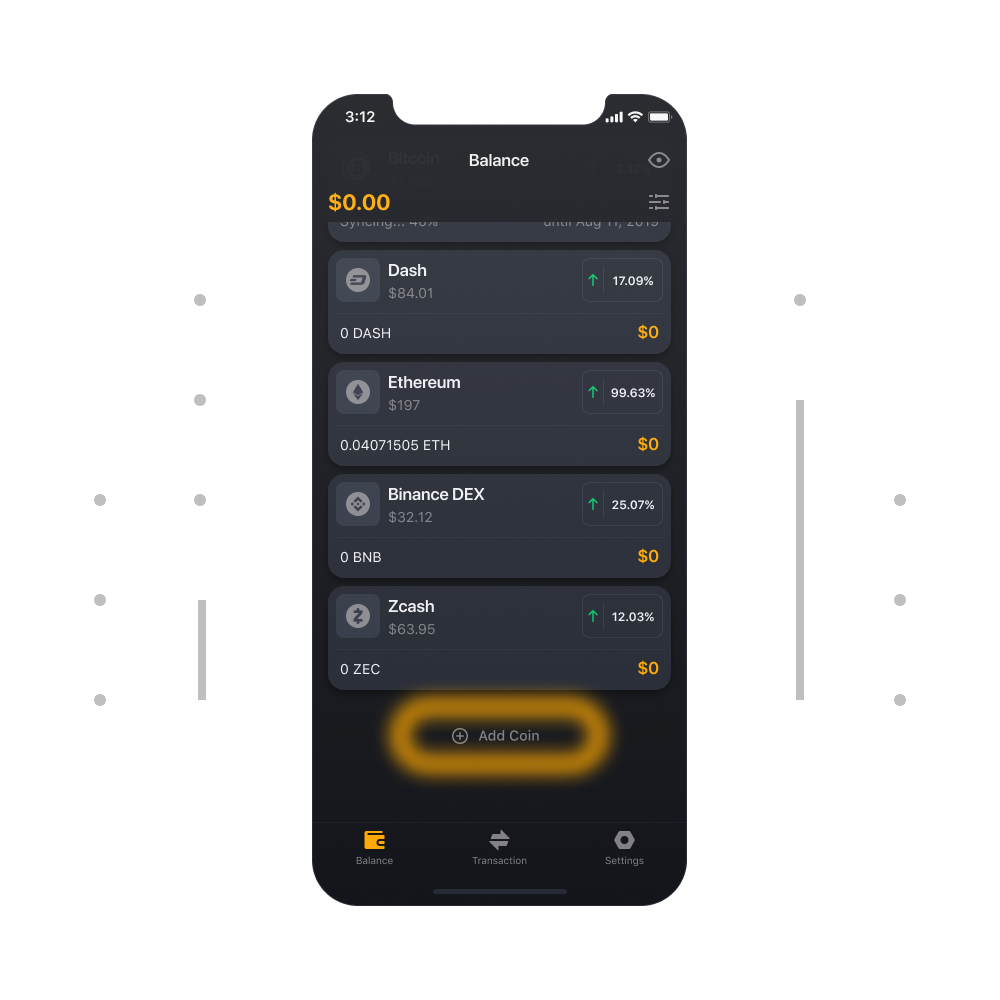 3:12
Bitcoin
Balance
3.12%
$0.00
Syncing... 40%
until Aug 11, 2019
Dash
$84.01
17.09%
0 DASH
$0
Ethereum
$197
99.63%
0.04071505 ETH
$0
Binance DEX
$32.12
25.07%
0 BNB
$0
Zcash
$63.95
12.03%
0 ZEC
$0
Add Coin
Balance
Transaction
Settings